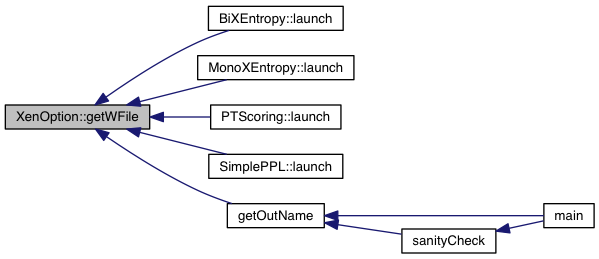 BiXEntropy::launch
MonoXEntropy::launch
XenOption::getWFile
PTScoring::launch
SimplePPL::launch
getOutName
main
sanityCheck